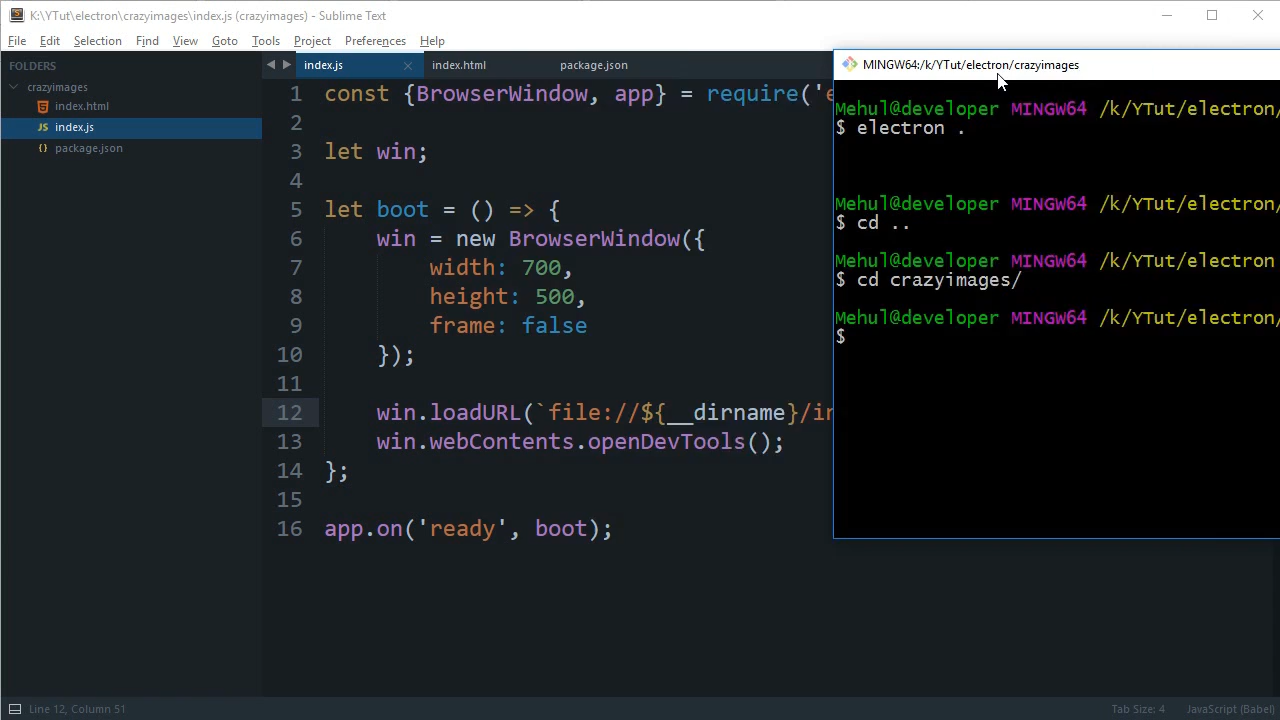 K:\YTut\electron\crazyimages\index.js (crazyimages) - Sublime Text
File Edit Selection Find View Goto Tools Project Preferences Help
FOLDERS
crazyimages
index.html
JS index.js
{} package.json
index.js index.html package.json
1 const {BrowserWindow, app} = require('e
2
3 let win;
4
5 let boot = () => {
6 win = new BrowserWindow({
7 width: 700,
8 height: 500,
9 frame: false
10 });
11
12 win.loadURL(`file://${__dirname}/in
13 win.webContents.openDevTools();
14 };
15
16 app.on('ready', boot);
MINGW64:/k/YTut/electron/crazyimages
Mehul@developer MINGW64 /k/YTut/electron/
$ electron .
Mehul@developer MINGW64 /k/YTut/electron/
$ cd ..
Mehul@developer MINGW64 /k/YTut/electron
$ cd crazyimages/
Mehul@developer MINGW64 /k/YTut/electron/
$
Line 12, Column 51
Tab Size: 4 JavaScript (Babel)